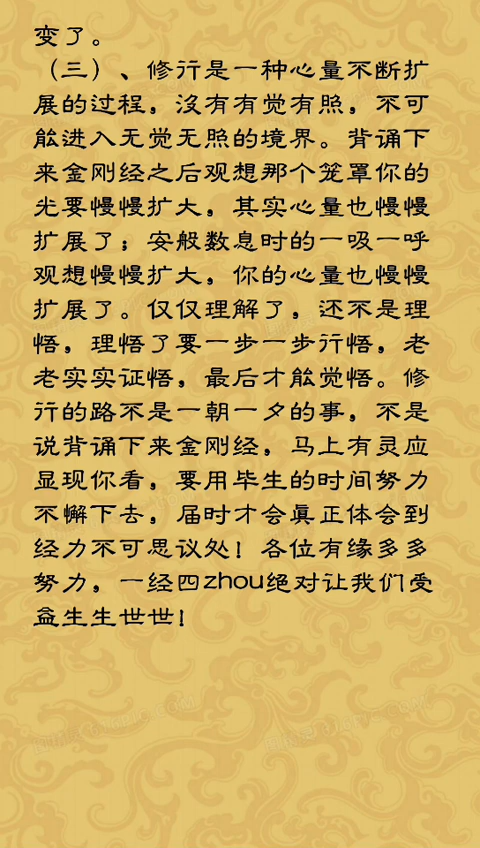 变了。
（三）、修行是一种心量不断扩
展的过程，没有有觉有照，不可
能进入无觉无照的境界。背诵下
来金刚经之后观想那个笼罩你的
光要慢慢扩大，其实心量也慢慢
扩展了；安般数息时的一吸一呼
观想慢慢扩大，你的心量也慢慢
扩展了。仅仅理解了，还不是理
悟，理悟了要一步一步行悟，老
老实实证悟，最后才能觉悟。修
行的路不是一朝一夕的事，不是
说背诵下来金刚经，马上有灵应
显现你看，要用毕生的时间努力
不懈下去，届时才会真正体会到
经力不可思议处！各位有缘多多
努力，一经四zhou绝对让我们受
益生生世世！